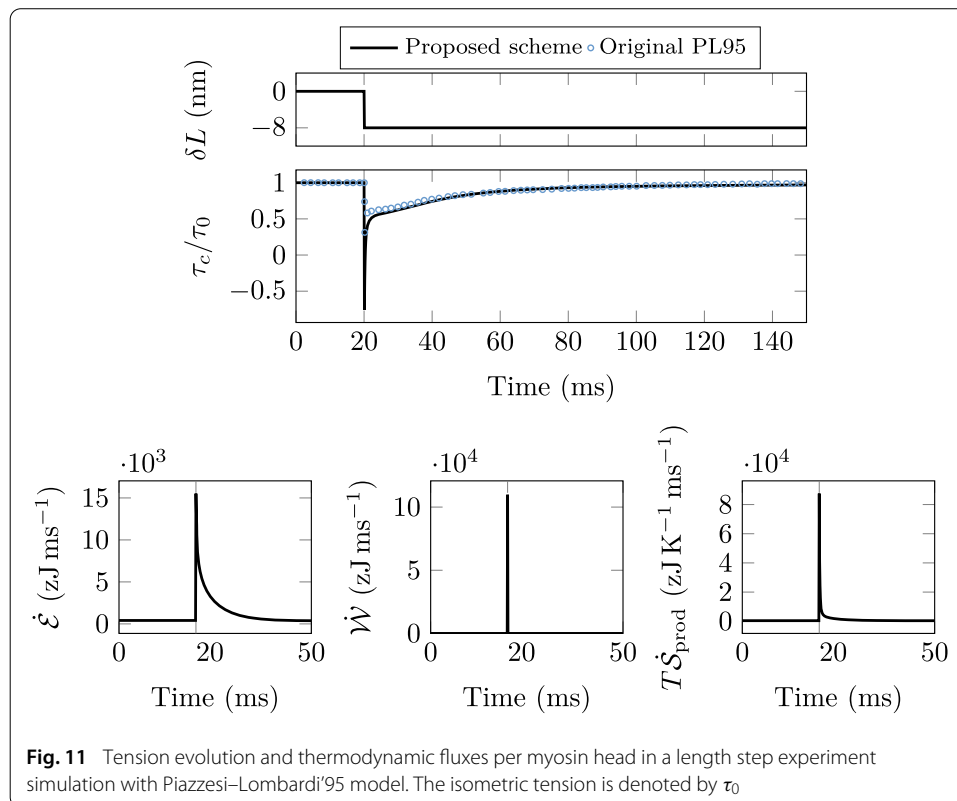 Proposed scheme Original PL95
δL (nm)
0
−8
τc/τ0
1
0.5
0
−0.5
0 20 40 60 80 100 120 140
Time (ms)
·10³
Ė (zJ ms⁻¹)
15
10
5
0
0 20 50
Time (ms)
·10⁴
Ẇ (zJ ms⁻¹)
10
5
0
0 20 50
Time (ms)
·10⁴
TṠprod (zJ K⁻¹ ms⁻¹)
8
6
4
2
0
0 20 50
Time (ms)
Fig. 11 Tension evolution and thermodynamic fluxes per myosin head in a length step experiment
simulation with Piazzesi–Lombardi’95 model. The isometric tension is denoted by τ0